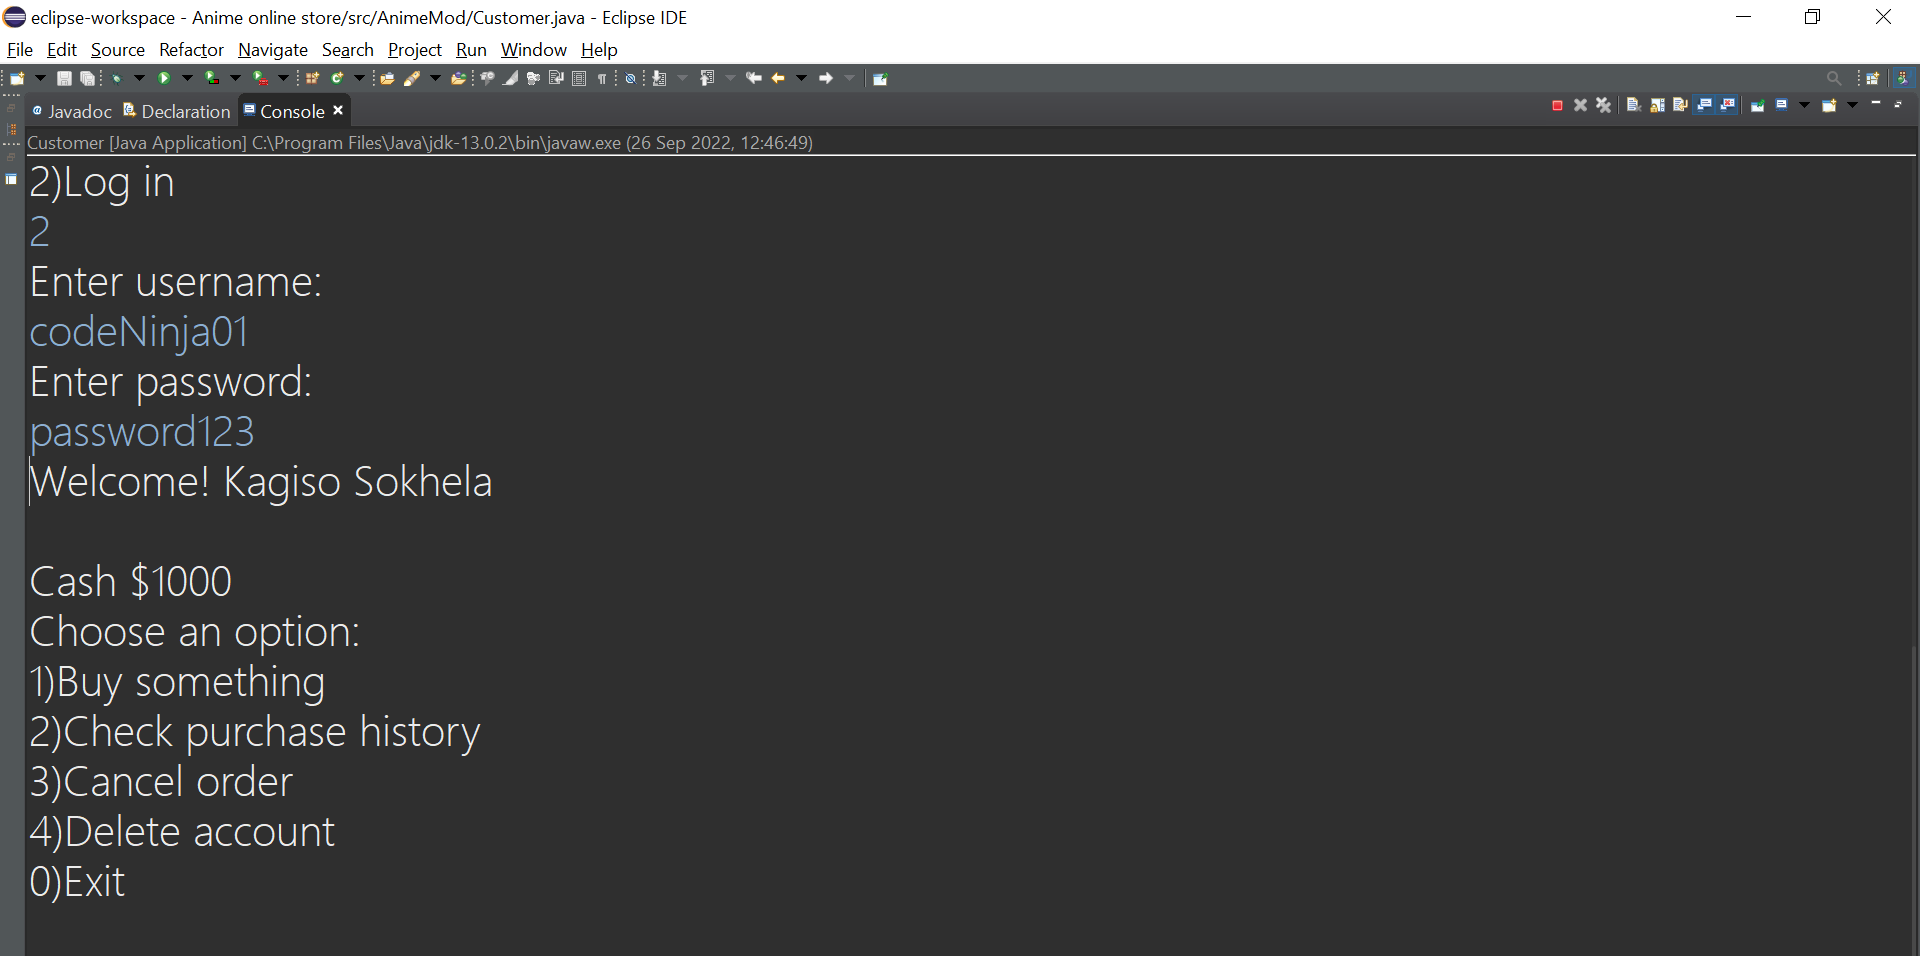 eclipse-workspace - Anime online store/src/AnimeMod/Customer.java - Eclipse IDE
File Edit Source Refactor Navigate Search Project Run Window Help
Javadoc Declaration Console
Customer [Java Application] C:\Program Files\Java\jdk-13.0.2\bin\javaw.exe (26 Sep 2022, 12:46:49)
2)Log in
2
Enter username:
codeNinja01
Enter password:
password123
Welcome! Kagiso Sokhela
Cash $1000
Choose an option:
1)Buy something
2)Check purchase history
3)Cancel order
4)Delete account
0)Exit